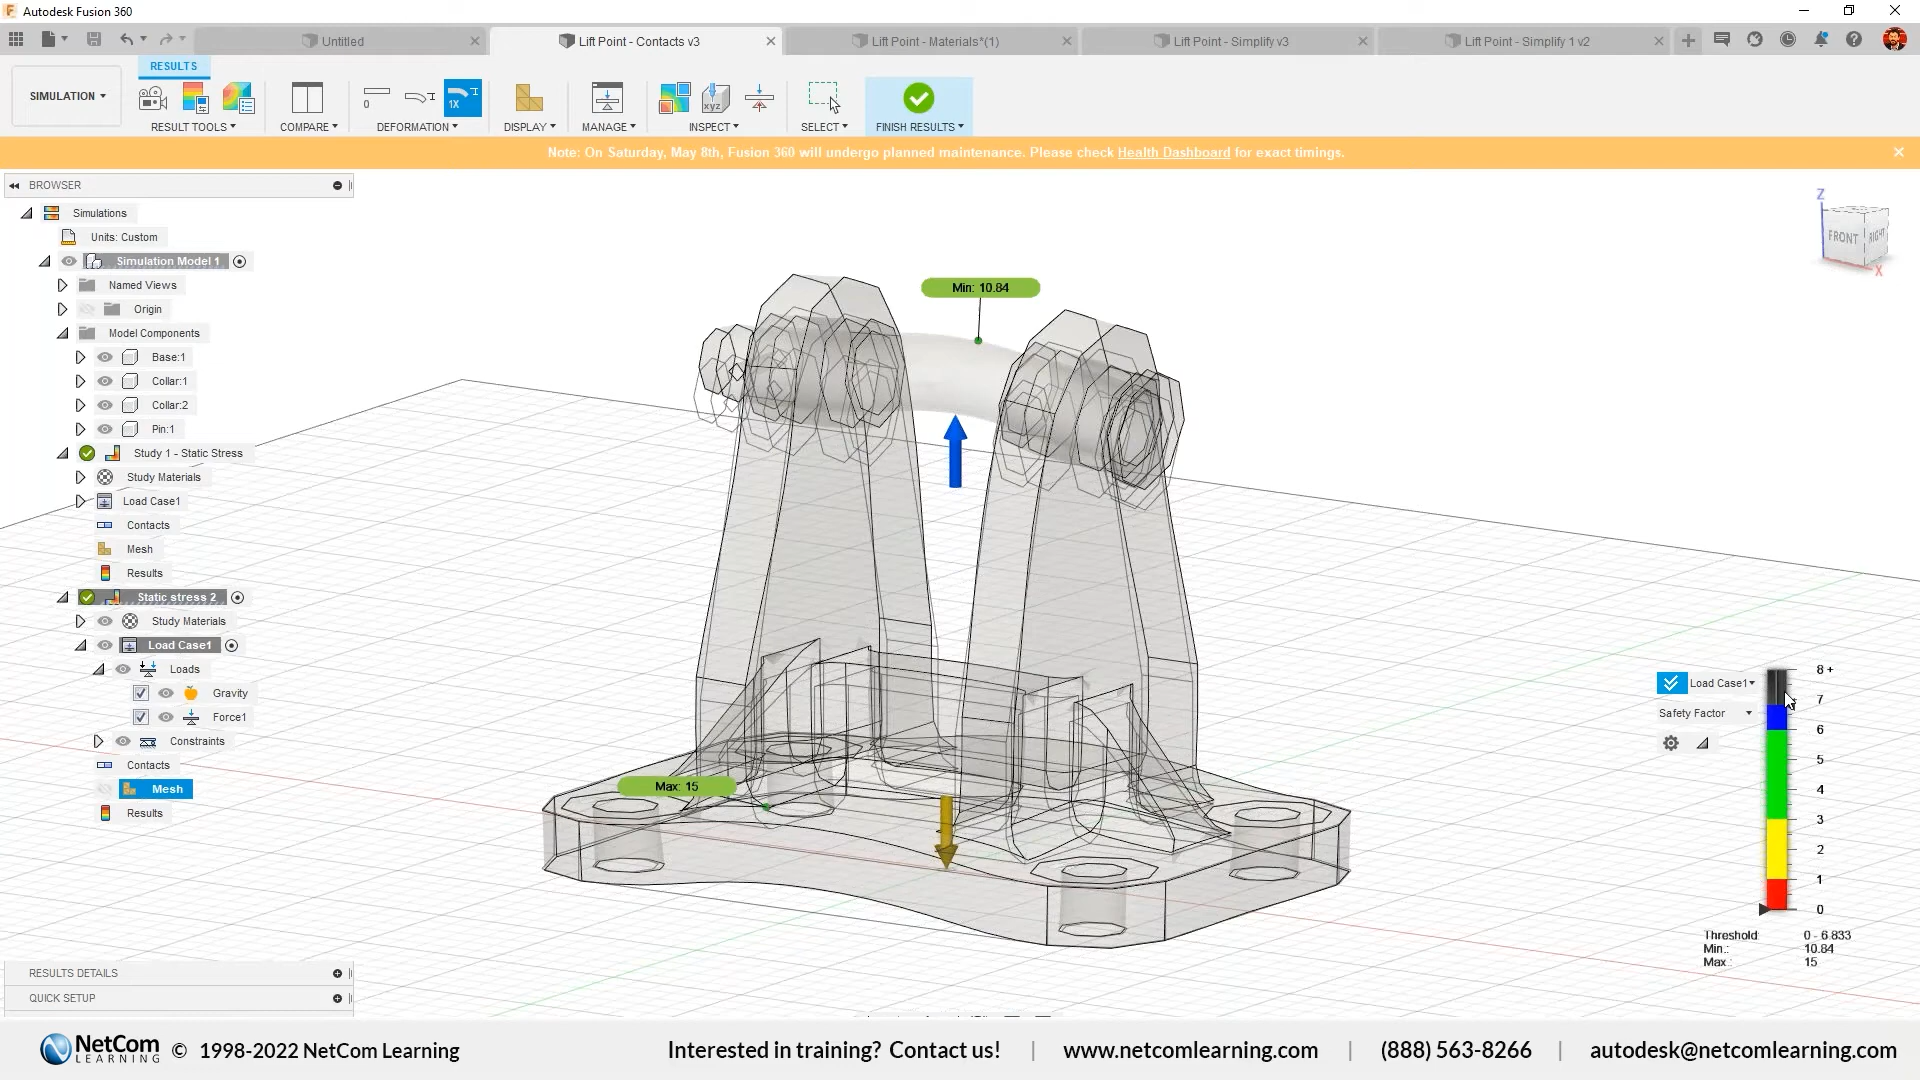 Autodesk Fusion 360
Untitled
Lift Point - Contacts v3
Lift Point - Materials*(1)
Lift Point - Simplify v3
Lift Point - Simplify 1 v2
RESULTS
SIMULATION
0
1X
xyz
RESULT TOOLS
COMPARE
DEFORMATION
DISPLAY
MANAGE
INSPECT
SELECT
FINISH RESULTS
Note: On Saturday, May 8th, Fusion 360 will undergo planned maintenance. Please check Health Dashboard for exact timings.
BROWSER
Simulations
Units: Custom
Simulation Model 1
Named Views
Origin
Model Components
Base:1
Collar:1
Collar:2
Pin:1
Study 1 - Static Stress
Study Materials
Load Case1
Contacts
Mesh
Results
Static stress 2
Study Materials
Load Case1
Loads
Gravity
Force1
Constraints
Contacts
Mesh
Results
RESULTS DETAILS
QUICK SETUP
Min: 10.84
Max: 15
Z
FRONT
RIGHT
X
Load Case1
Safety Factor
8 +
7
6
5
4
3
2
1
0
Threshold 0 - 6.833
Min.: 10.84
Max.: 15
NetCom
LEARNING
© 1998-2022 NetCom Learning
Interested in training? Contact us! | www.netcomlearning.com | (888) 563-8266 | autodesk@netcomlearning.com